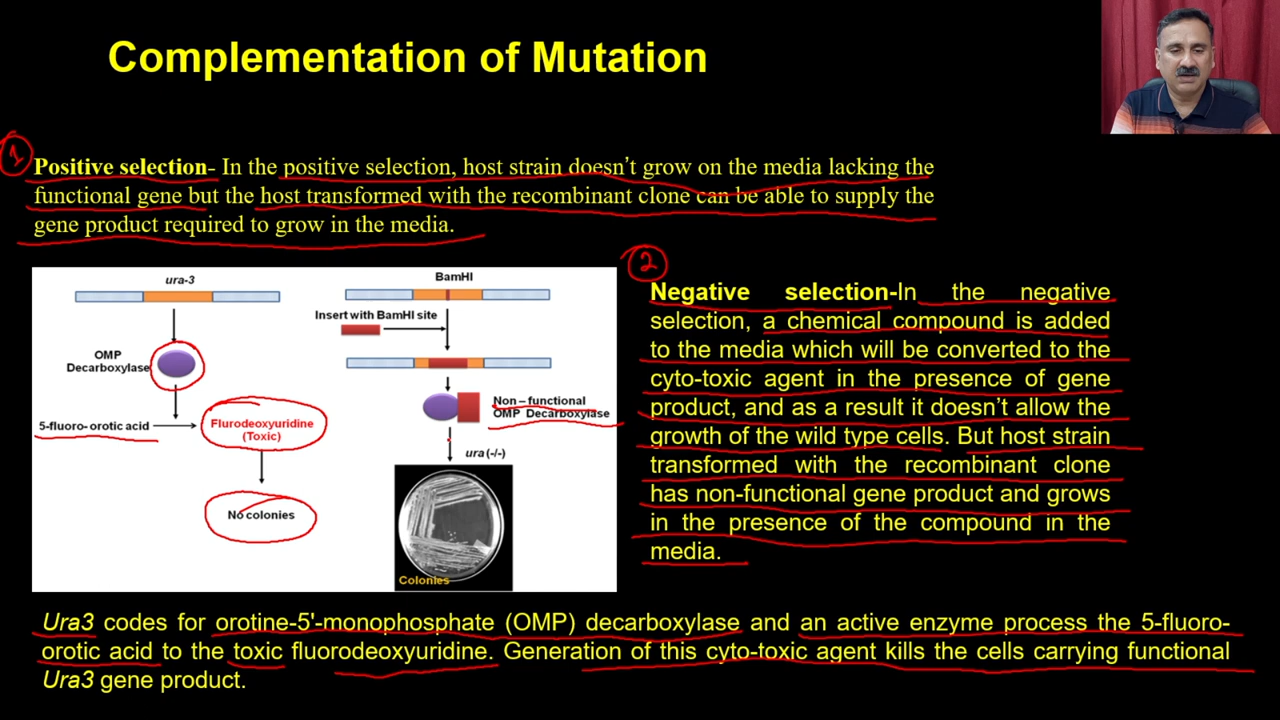 Complementation of Mutation
1
Positive selection- In the positive selection, host strain doesn't grow on the media lacking the
functional gene but the host transformed with the recombinant clone can be able to supply the
gene product required to grow in the media.
ura-3
OMP
Decarboxylase
5-fluoro- orotic acid
Flurodeoxyuridine
(Toxic)
No colonies
BamHI
Insert with BamHI site
Non – functional
OMP Decarboxylase
ura (-/-)
Colonies
2
Negative selection-In the negative
selection, a chemical compound is added
to the media which will be converted to the
cyto-toxic agent in the presence of gene
product, and as a result it doesn't allow the
growth of the wild type cells. But host strain
transformed with the recombinant clone
has non-functional gene product and grows
in the presence of the compound in the
media.
Ura3 codes for orotine-5'-monophosphate (OMP) decarboxylase and an active enzyme process the 5-fluoro-
orotic acid to the toxic fluorodeoxyuridine. Generation of this cyto-toxic agent kills the cells carrying functional
Ura3 gene product.